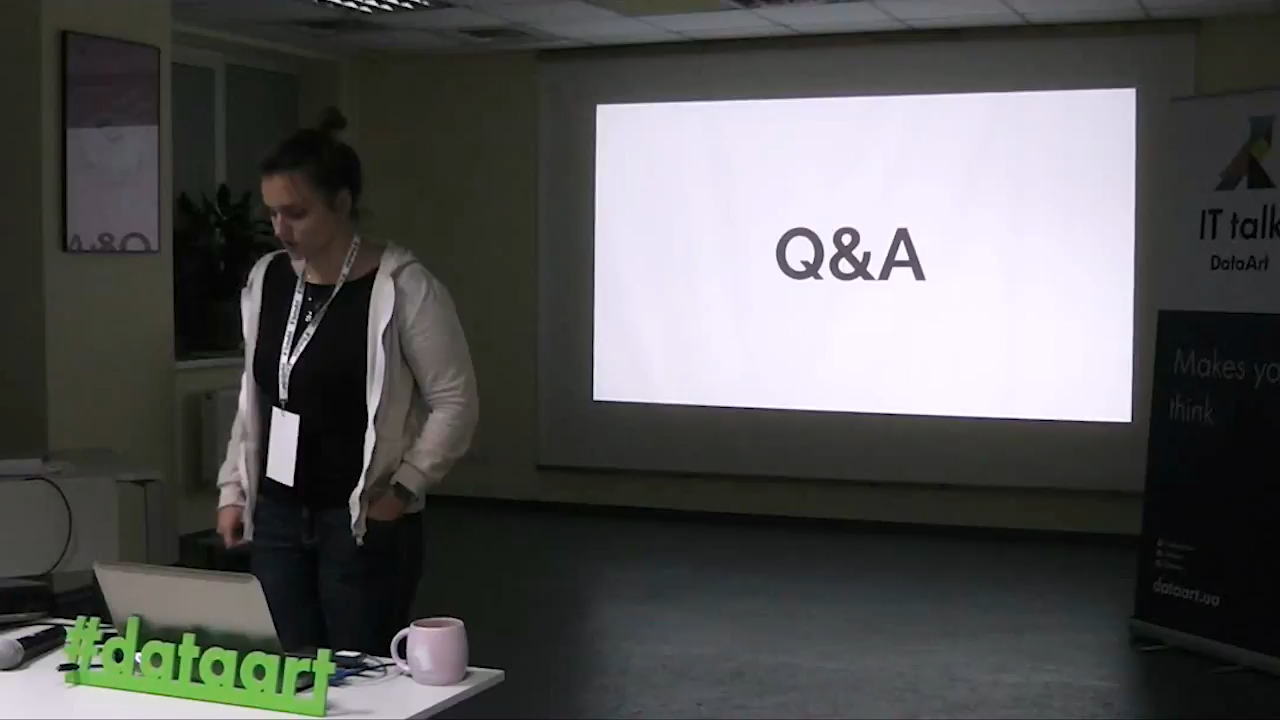 Q&A
IT talk
DataArt
Makes yo
think
dataart.ua
#dataart
Q&A